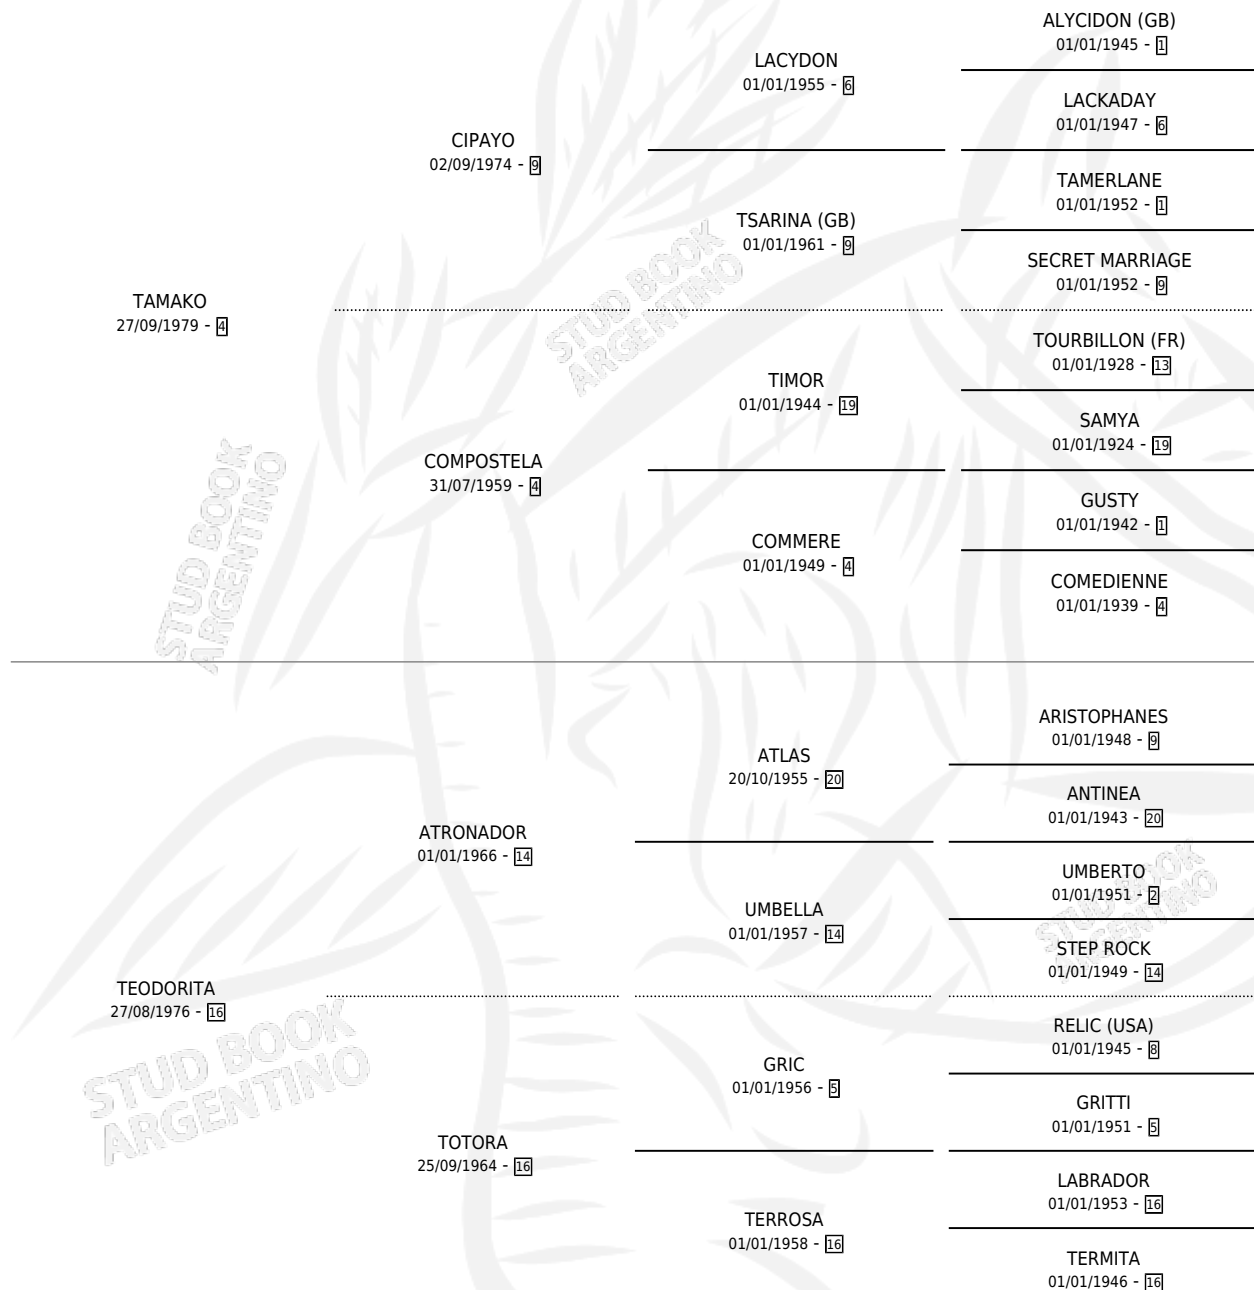 ALYCIDON (GB)
01/01/1945 - 1
LACYDON
01/01/1955 - 6
LACKADAY
01/01/1947 - 6
CIPAYO
02/09/1974 - 9
TAMERLANE
01/01/1952 - 1
TSARINA (GB)
01/01/1961 - 9
SECRET MARRIAGE
01/01/1952 - 9
STUD BOOK
ARGENTINO
TAMAKO
27/09/1979 - 4
TOURBILLON (FR)
01/01/1928 - 13
TIMOR
01/01/1944 - 19
SAMYA
01/01/1924 - 19
COMPOSTELA
31/07/1959 - 4
GUSTY
01/01/1942 - 1
COMMERE
01/01/1949 - 4
COMEDIENNE
01/01/1939 - 4
STUD BOOK
ARGENTINO
ARISTOPHANES
01/01/1948 - 9
ATLAS
20/10/1955 - 20
ANTINEA
01/01/1943 - 20
ATRONADOR
01/01/1966 - 14
UMBERTO
01/01/1951 - 2
UMBELLA
01/01/1957 - 14
STEP ROCK
01/01/1949 - 14
STUD BOOK
ARGENTINO
TEODORITA
27/08/1976 - 16
RELIC (USA)
01/01/1945 - 8
GRIC
01/01/1956 - 5
GRITTI
01/01/1951 - 5
STUD BOOK
ARGENTINO
TOTORA
25/09/1964 - 16
LABRADOR
01/01/1953 - 16
TERROSA
01/01/1958 - 16
TERMITA
01/01/1946 - 16